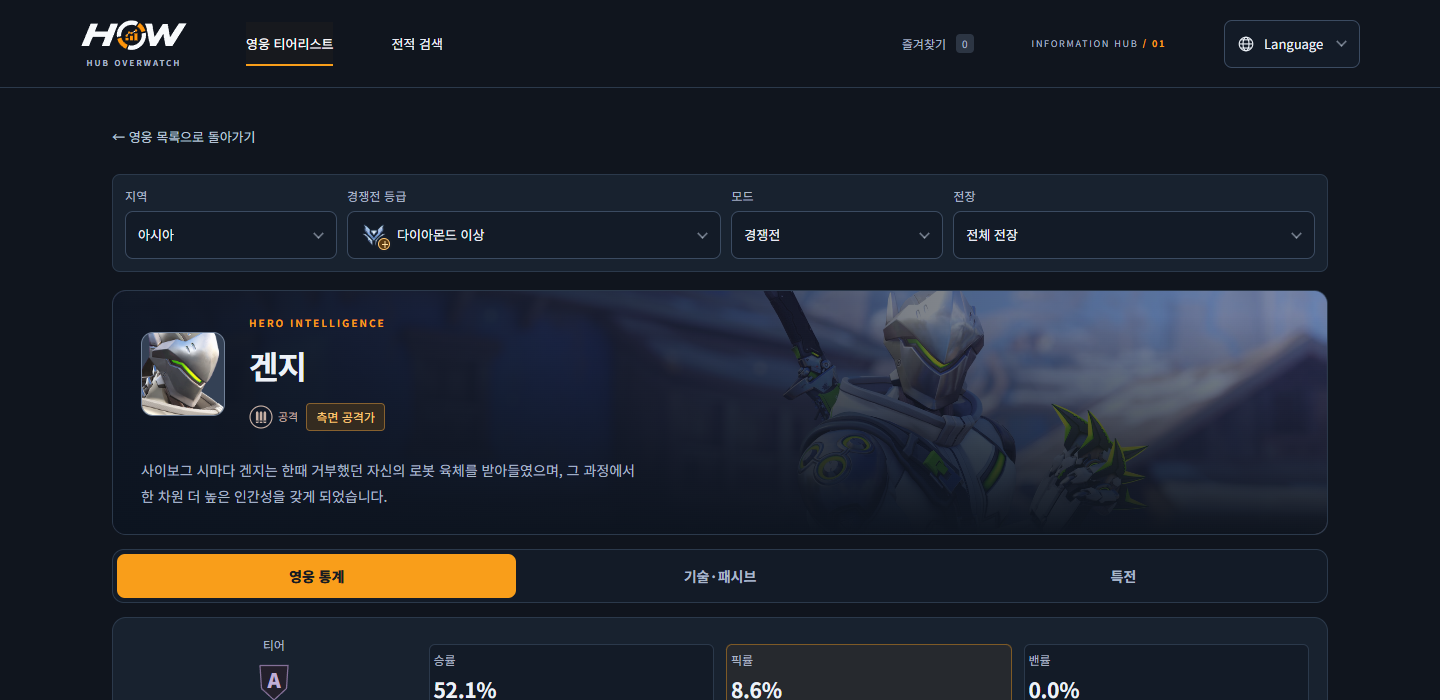 HOW
HUB OVERWATCH
영웅 티어리스트
전적 검색
즐겨찾기 0
INFORMATION HUB / 01
Language
← 영웅 목록으로 돌아가기
지역
경쟁전 등급
모드
전장
아시아
다이아몬드 이상
경쟁전
전체 전장
HERO INTELLIGENCE
겐지
공격
측면 공격가
사이보그 시마다 겐지는 한때 거부했던 자신의 로봇 육체를 받아들였으며, 그 과정에서
한 차원 더 높은 인간성을 갖게 되었습니다.
영웅 통계
기술·패시브
특전
티어
A
승률
52.1%
픽률
8.6%
밴률
0.0%